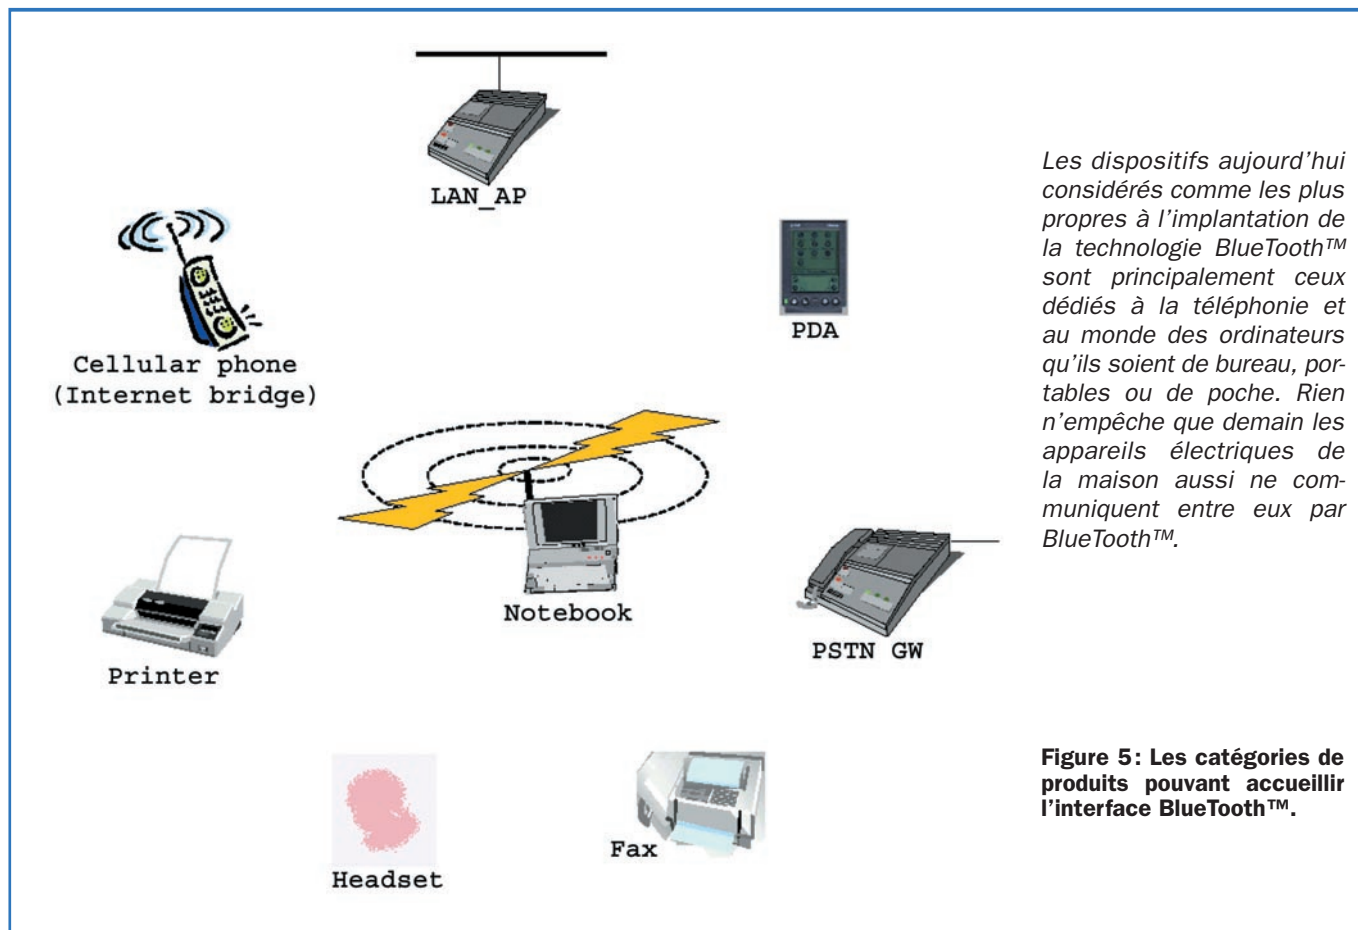 LAN_AP
PDA
Cellular phone
(Internet bridge)
Notebook
PSTN GW
Printer
Fax
Headset
Les dispositifs aujourd’hui
considérés comme les plus
propres à l’implantation de
la technologie BlueTooth™
sont principalement ceux
dédiés à la téléphonie et
au monde des ordinateurs
qu’ils soient de bureau, por-
tables ou de poche. Rien
n’empêche que demain les
appareils électriques de
la maison aussi ne com-
muniquent entre eux par
BlueTooth™.
Figure 5: Les catégories de
produits pouvant accueillir
l’interface BlueTooth™.